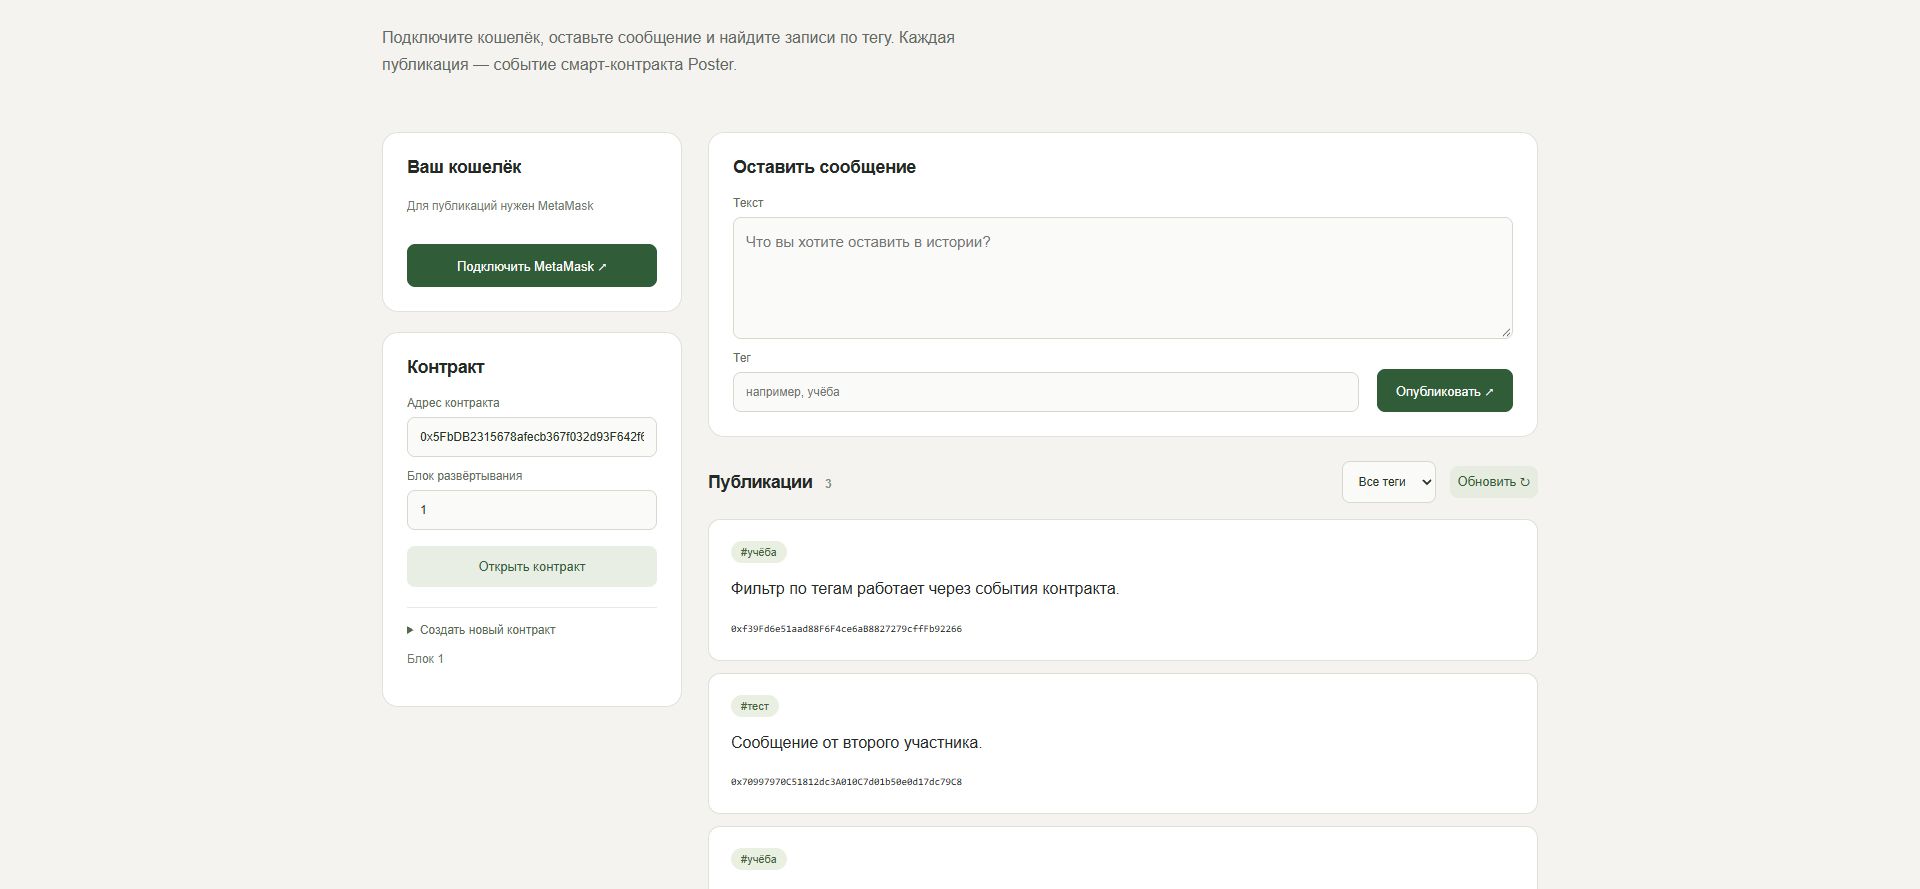 Подключите кошелёк, оставьте сообщение и найдите записи по тегу. Каждая
публикация — событие смарт-контракта Poster.
Ваш кошелёк
Для публикаций нужен MetaMask
Подключить MetaMask ↗
Контракт
Адрес контракта
0x5FbDB2315678afecb367f032d93F642f6
Блок развёртывания
1
Открыть контракт
▶ Создать новый контракт
Блок 1
Оставить сообщение
Текст
Что вы хотите оставить в истории?
Тег
например, учёба
Опубликовать ↗
Публикации 3
Все теги
Обновить ↻
#учёба
Фильтр по тегам работает через события контракта.
0xf39Fd6e51aad88F6F4ce6aB8827279cffFb92266
#тест
Сообщение от второго участника.
0x70997970C51812dc3A010C7d01b50e0d17dc79C8
#учёба